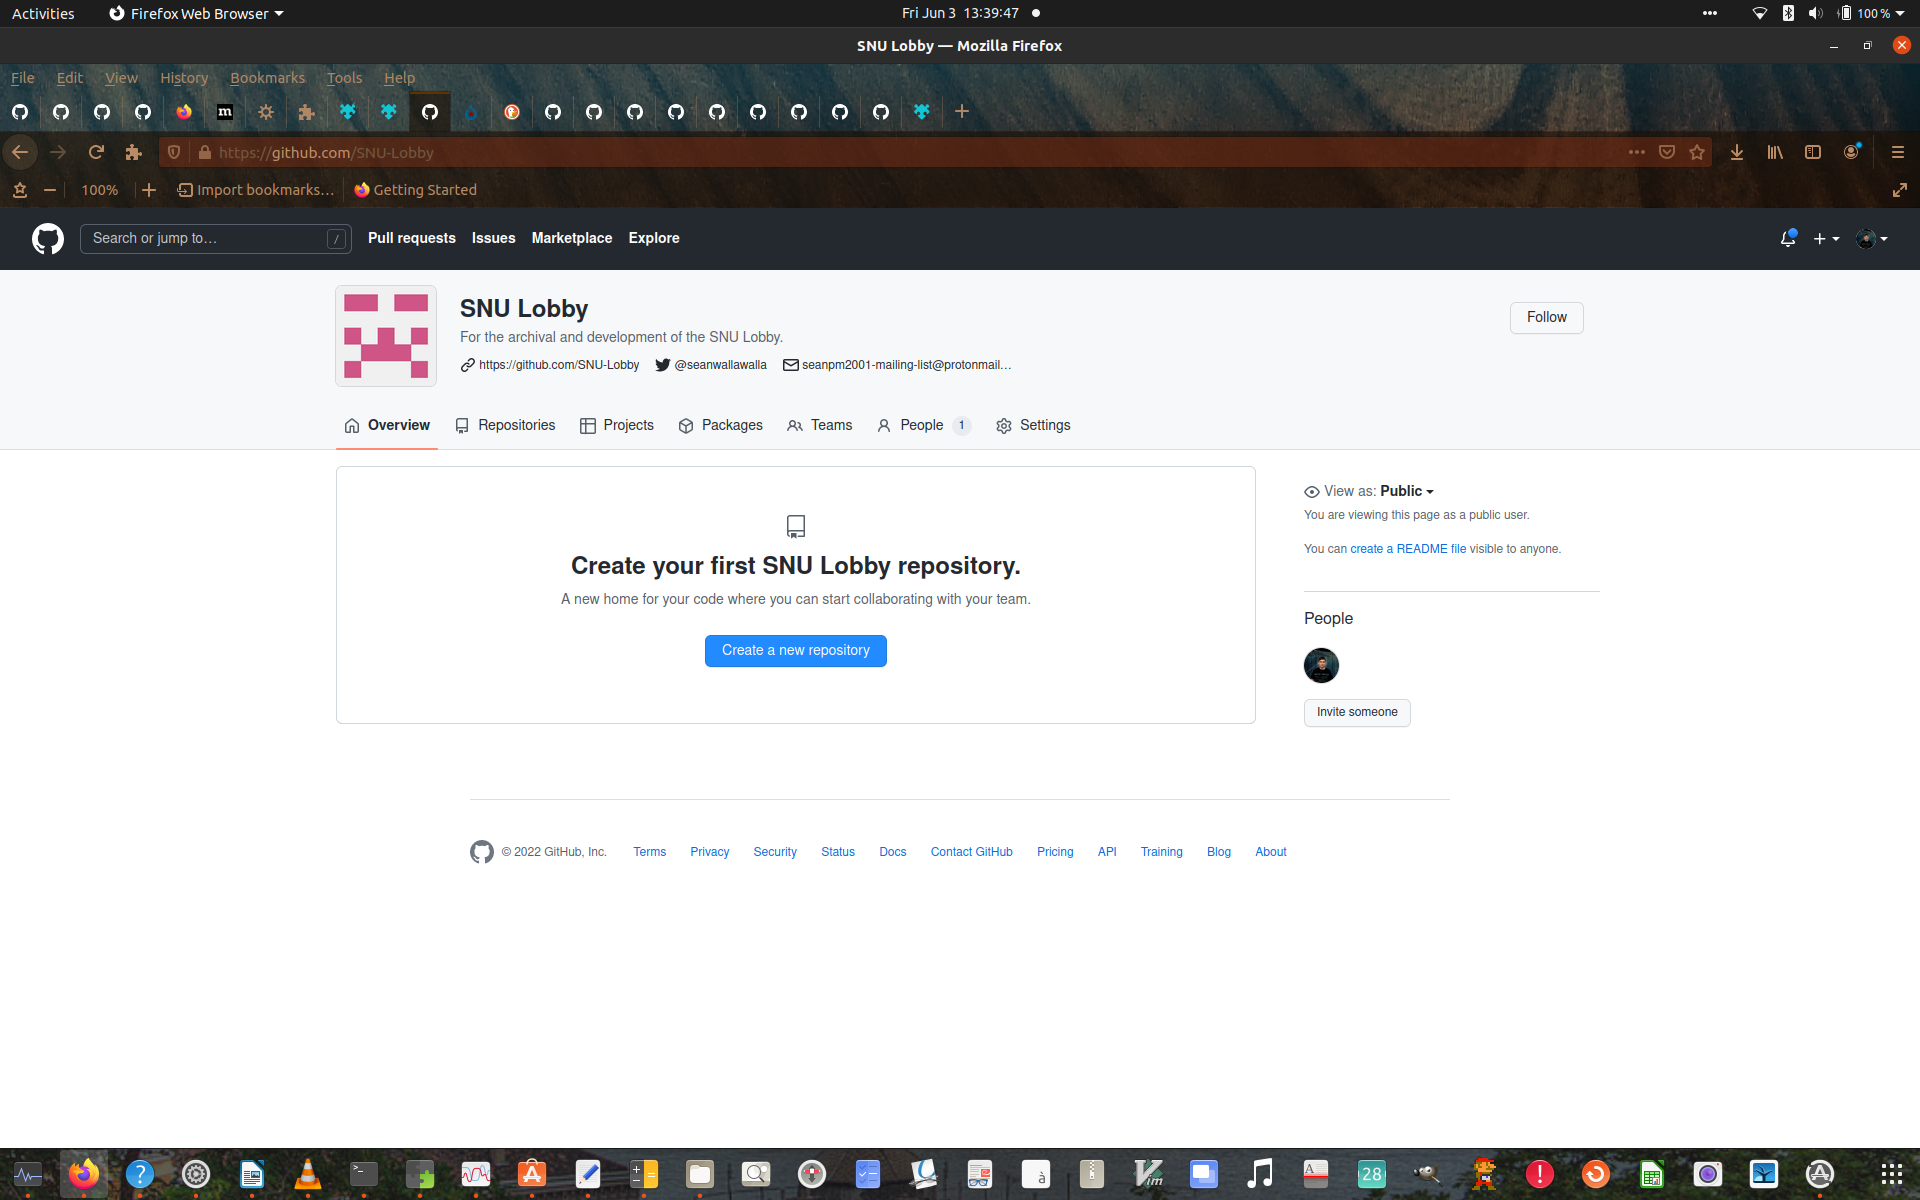 Activities
Firefox Web Browser
Fri Jun 3 13:39:47
100 %
SNU Lobby — Mozilla Firefox
File Edit View History Bookmarks Tools Help
m
https://github.com/SNU-Lobby
100%
Import bookmarks...
Getting Started
Search or jump to...
/
Pull requests
Issues
Marketplace
Explore
SNU Lobby
For the archival and development of the SNU Lobby.
https://github.com/SNU-Lobby
@seanwallawalla
seanpm2001-mailing-list@protonmail...
Follow
Overview
Repositories
Projects
Packages
Teams
People 1
Settings
Create your first SNU Lobby repository.
A new home for your code where you can start collaborating with your team.
Create a new repository
View as: Public
You are viewing this page as a public user.
You can create a README file visible to anyone.
People
Invite someone
© 2022 GitHub, Inc.
Terms
Privacy
Security
Status
Docs
Contact GitHub
Pricing
API
Training
Blog
About
?
>_
A
à
Vim
A
28
!